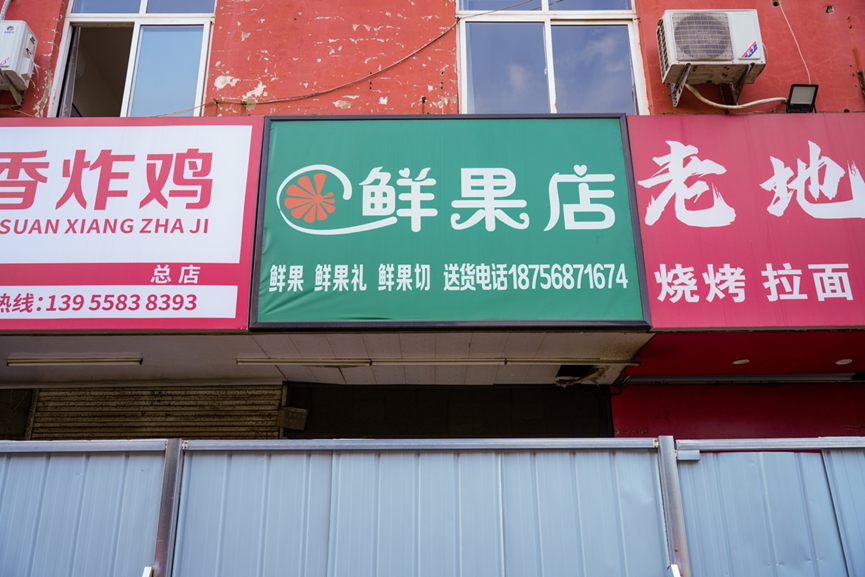 香炸鸡
SUAN XIANG ZHA JI
总店
热线:139 5583 8393
鲜果店
鲜果 鲜果礼 鲜果切 送货电话18756871674
老地
烧烤 拉面